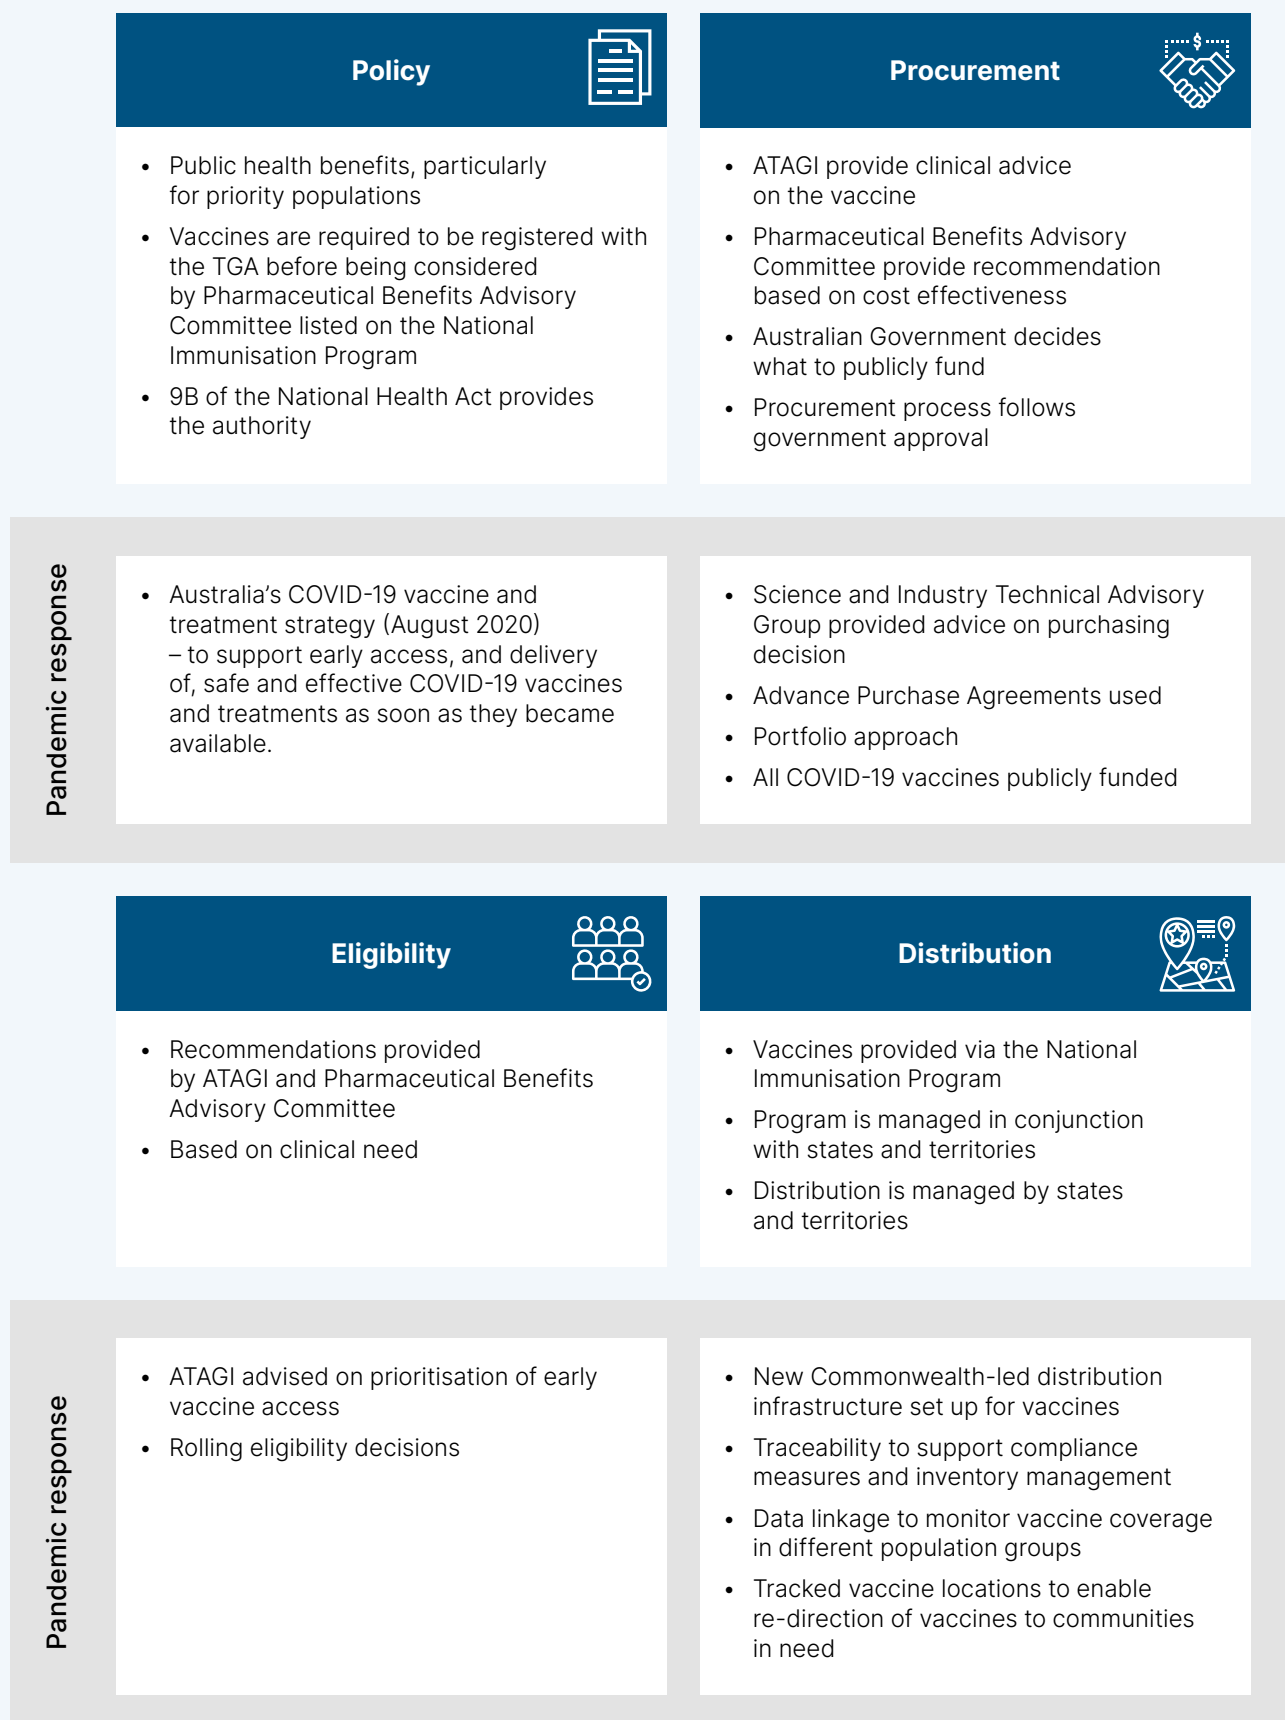 Policy
• Public health benefits, particularly
for priority populations
• Vaccines are required to be registered with
the TGA before being considered
by Pharmaceutical Benefits Advisory
Committee listed on the National
Immunisation Program
• 9B of the National Health Act provides
the authority
Procurement
$
• ATAGI provide clinical advice
on the vaccine
• Pharmaceutical Benefits Advisory
Committee provide recommendation
based on cost effectiveness
• Australian Government decides
what to publicly fund
• Procurement process follows
government approval
Pandemic response
• Australia’s COVID-19 vaccine and
treatment strategy (August 2020)
– to support early access, and delivery
of, safe and effective COVID-19 vaccines
and treatments as soon as they became
available.
• Science and Industry Technical Advisory
Group provided advice on purchasing
decision
• Advance Purchase Agreements used
• Portfolio approach
• All COVID-19 vaccines publicly funded
Eligibility
• Recommendations provided
by ATAGI and Pharmaceutical Benefits
Advisory Committee
• Based on clinical need
Distribution
• Vaccines provided via the National
Immunisation Program
• Program is managed in conjunction
with states and territories
• Distribution is managed by states
and territories
Pandemic response
• ATAGI advised on prioritisation of early
vaccine access
• Rolling eligibility decisions
• New Commonwealth-led distribution
infrastructure set up for vaccines
• Traceability to support compliance
measures and inventory management
• Data linkage to monitor vaccine coverage
in different population groups
• Tracked vaccine locations to enable
re-direction of vaccines to communities
in need